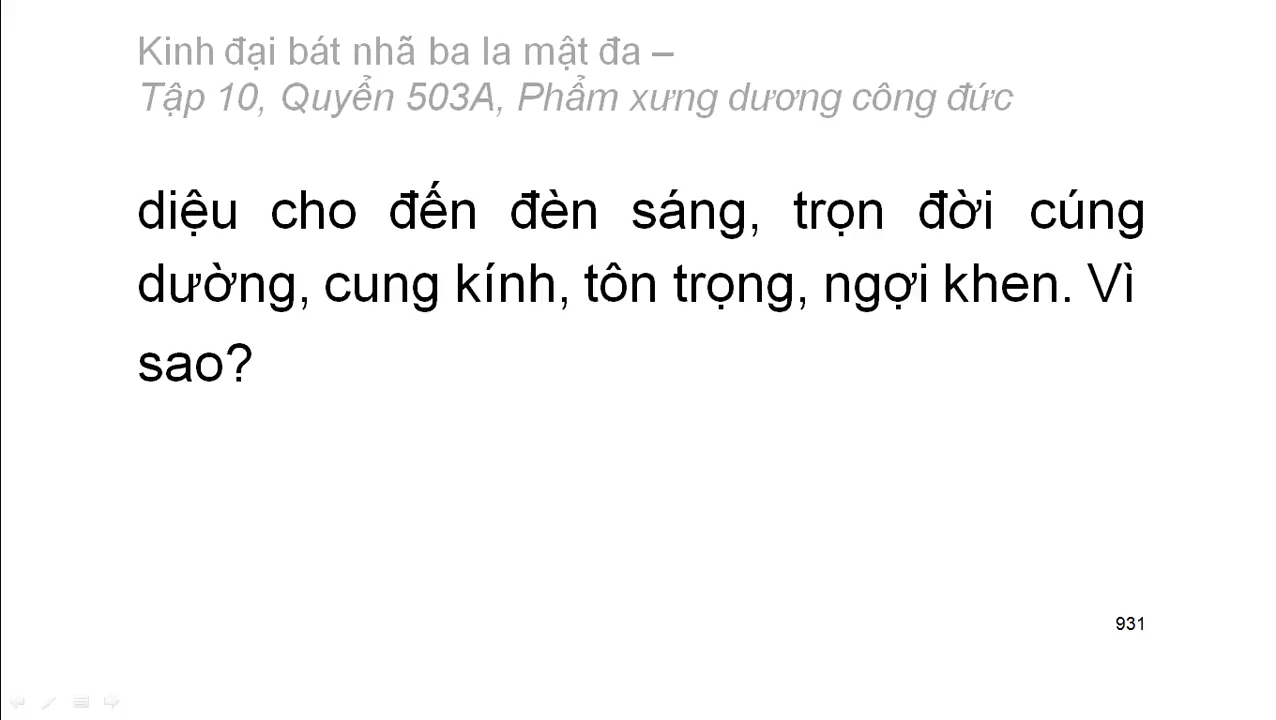 Kinh đại bát nhã ba la mật đa –
Tập 10, Quyển 503A, Phẩm xưng dương công đức
diệu cho đến đèn sáng, trọn đời cúng
dường, cung kính, tôn trọng, ngợi khen. Vì
sao?
931